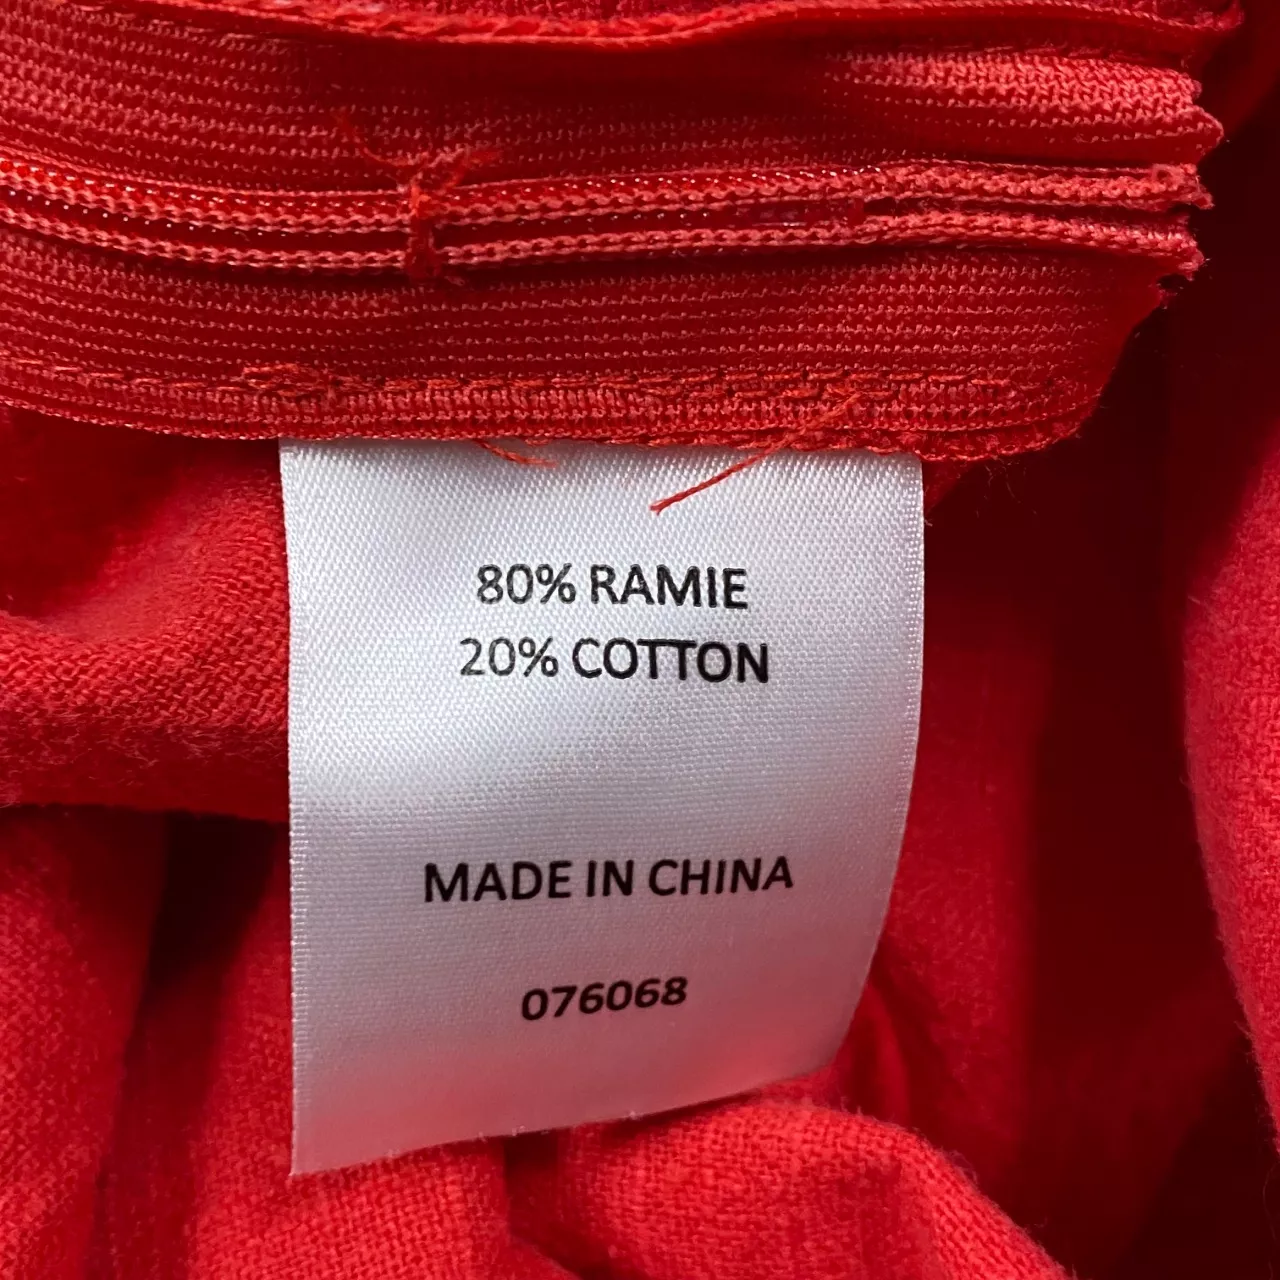 80% RAMIE
20% COTTON
MADE IN CHINA
076068